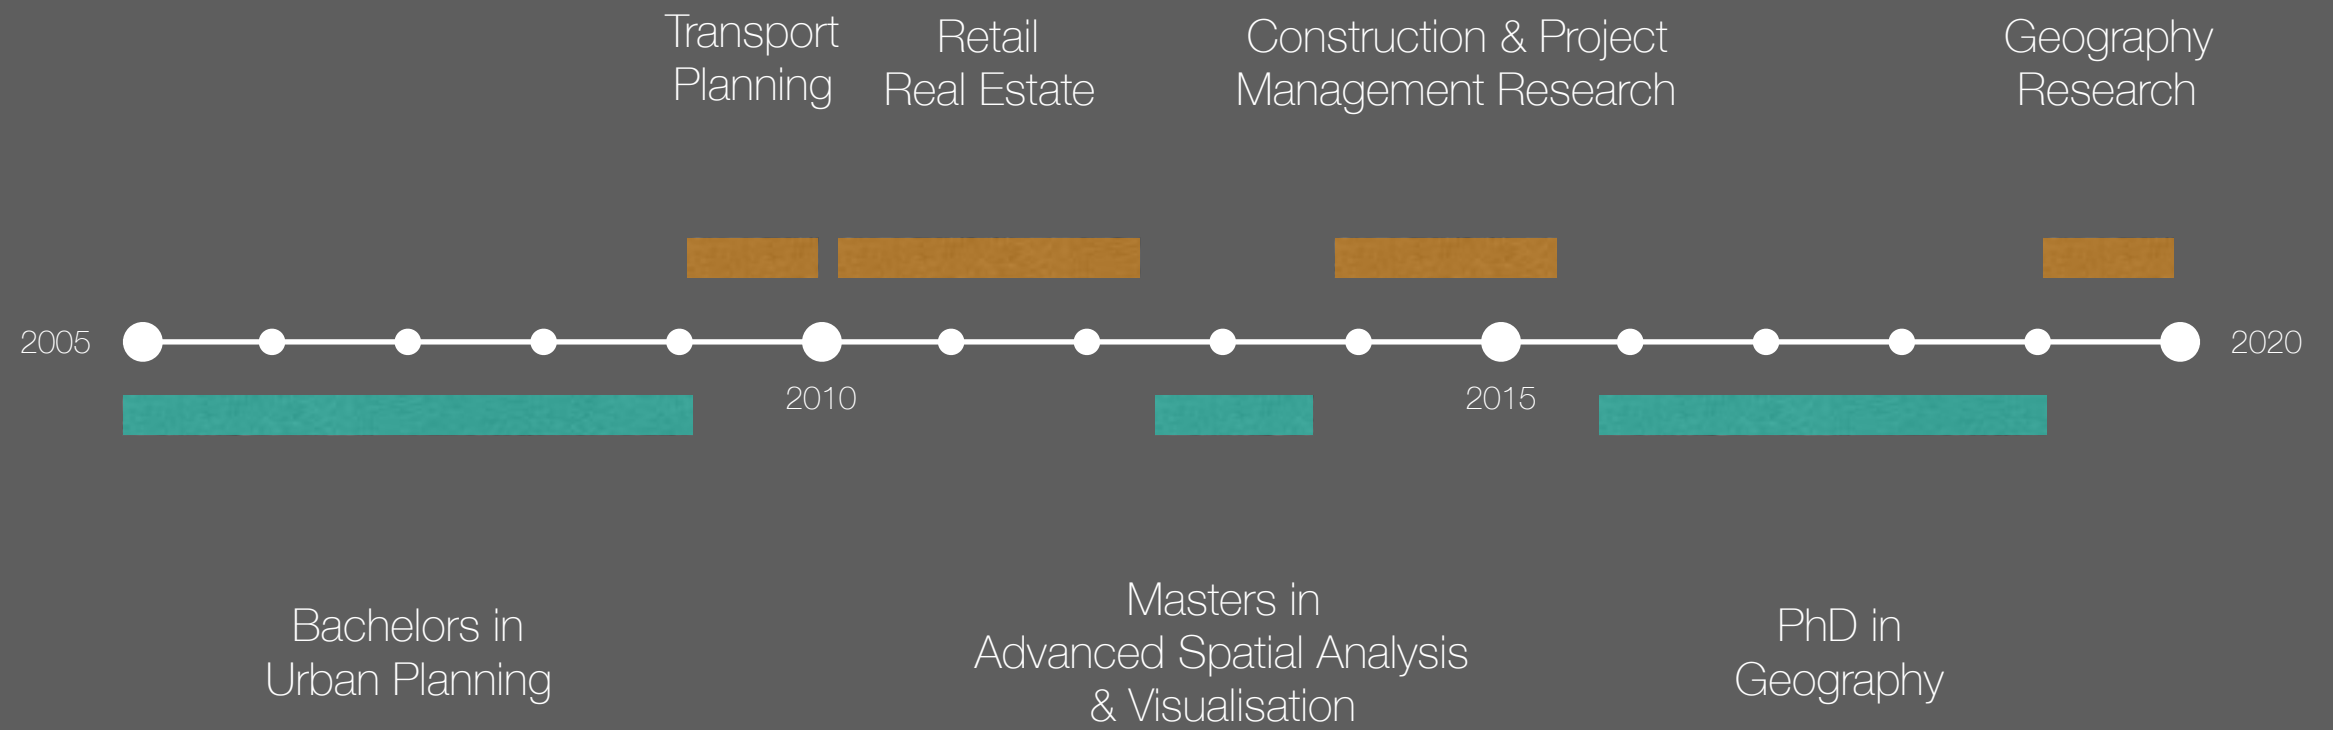 Transport
Planning
Retail
Real Estate
Construction & Project
Management Research
Geography
Research
2005
2010
2015
2020
Bachelors in
Urban Planning
Masters in
Advanced Spatial Analysis
& Visualisation
PhD in
Geography